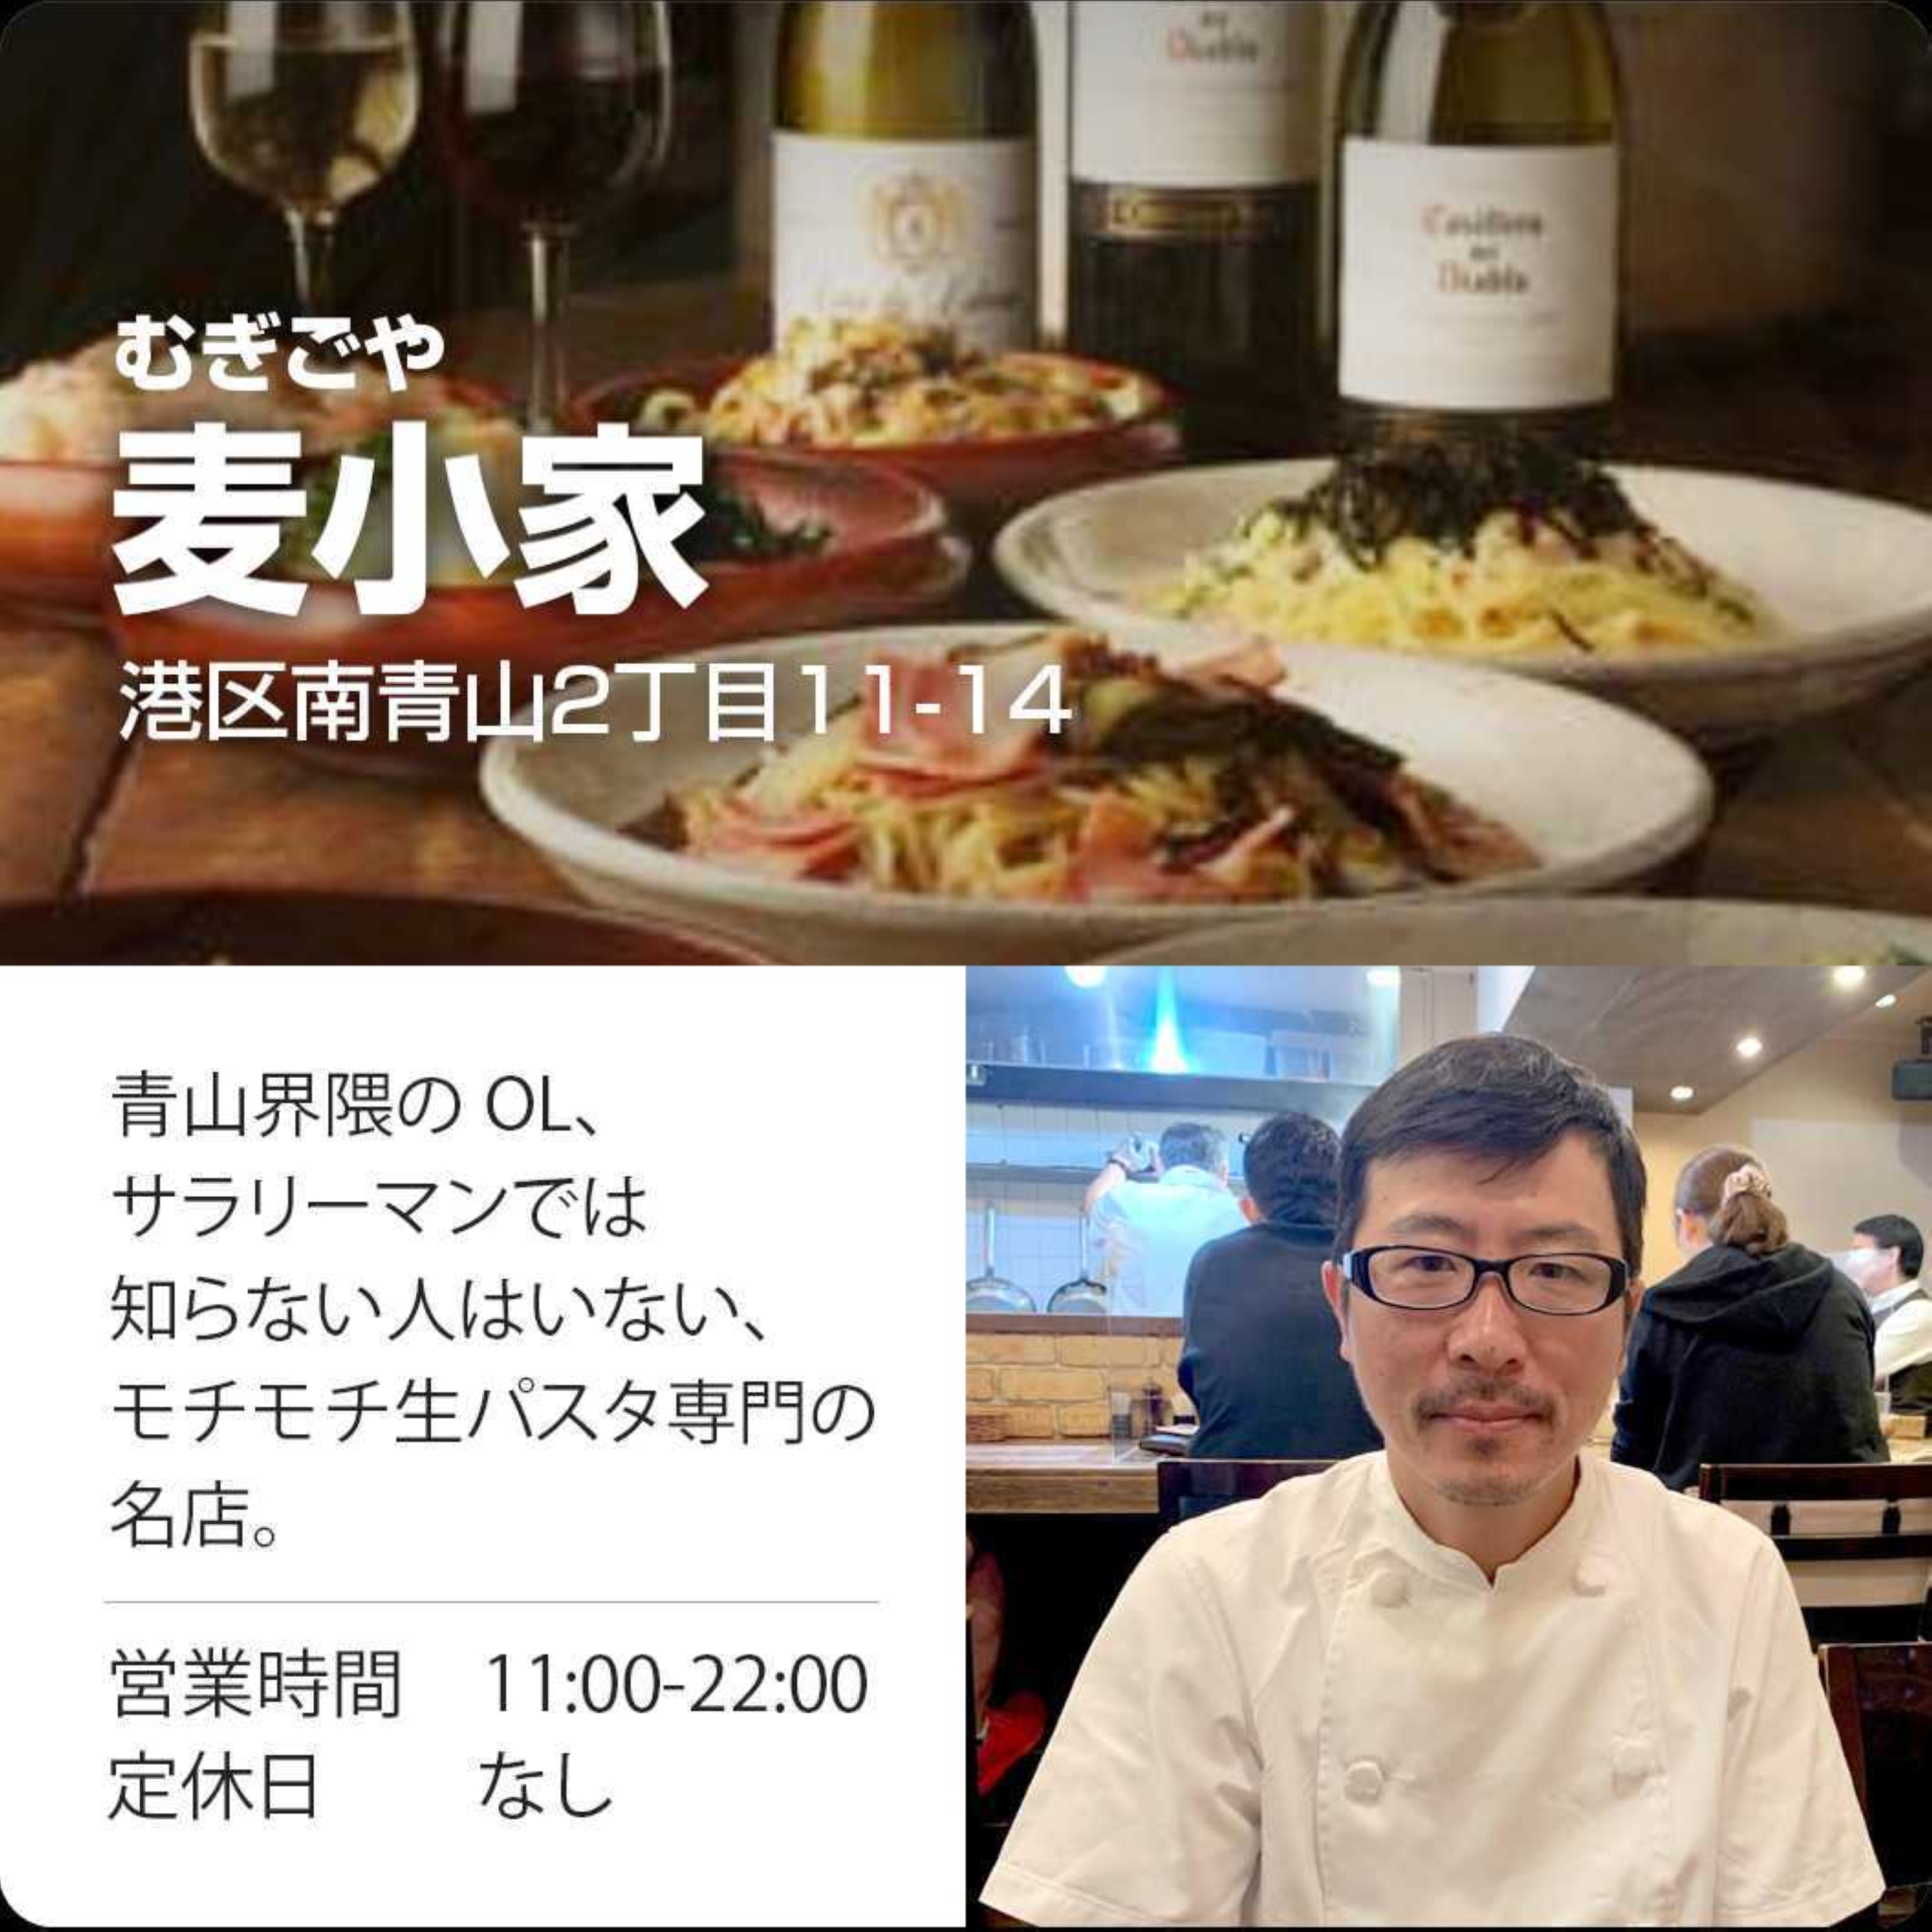 Diablo
Casillero
del
Diablo
むぎごや
麦小家
港区南青山2丁目11-14
青山界隈の OL、
サラリーマンでは
知らない人はいない、
モチモチ生パスタ専門の
名店。
営業時間 11:00-22:00
定休日 なし